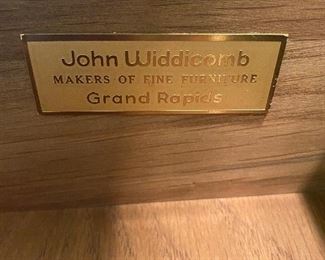 John Widdicomb
MAKERS OF FINE FURNITURE
Grand Rapids